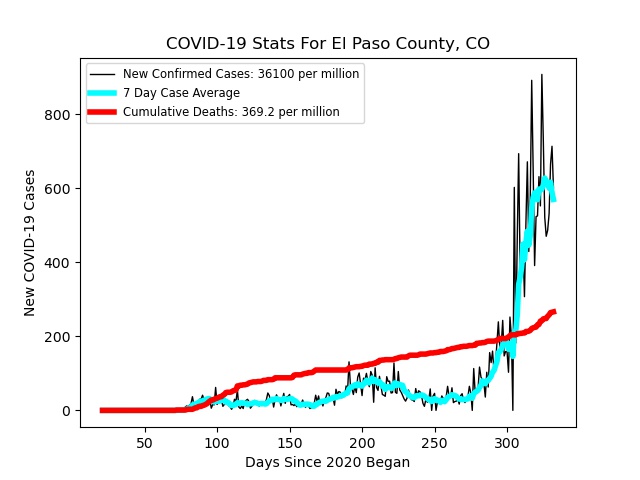 COVID-19 Stats For El Paso County, CO
New Confirmed Cases: 36100 per million
7 Day Case Average
Cumulative Deaths: 369.2 per million
New COVID-19 Cases
800
600
400
200
0
50 100 150 200 250 300
Days Since 2020 Began